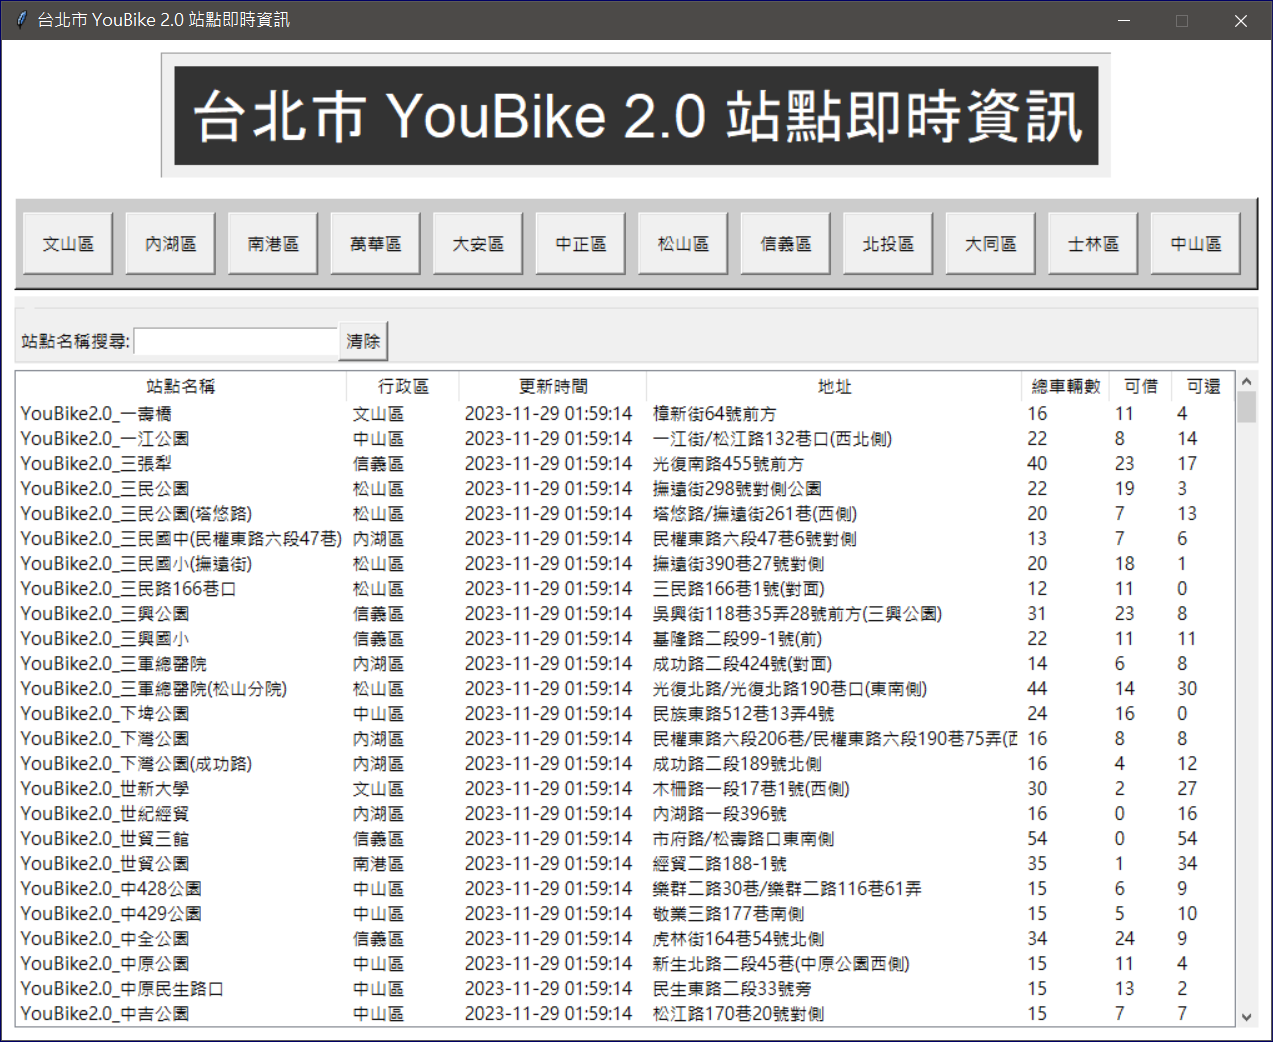 台北市 YouBike 2.0 站點即時資訊
台北市 YouBike 2.0 站點即時資訊
文山區 內湖區 南港區 萬華區 大安區 中正區 松山區 信義區 北投區 大同區 士林區 中山區
站點名稱搜尋: 清除
站點名稱 行政區 更新時間 地址 總車輛數 可借 可還
YouBike2.0_一壽橋 文山區 2023-11-29 01:59:14 樟新街64號前方 16 11 4
YouBike2.0_一江公園 中山區 2023-11-29 01:59:14 一江街/松江路132巷口(西北側) 22 8 14
YouBike2.0_三張犁 信義區 2023-11-29 01:59:14 光復南路455號前方 40 23 17
YouBike2.0_三民公園 松山區 2023-11-29 01:59:14 撫遠街298號對側公園 22 19 3
YouBike2.0_三民公園(塔悠路) 松山區 2023-11-29 01:59:14 塔悠路/撫遠街261巷(西側) 20 7 13
YouBike2.0_三民國中(民權東路六段47巷) 內湖區 2023-11-29 01:59:14 民權東路六段47巷6號對側 13 7 6
YouBike2.0_三民國小(撫遠街) 松山區 2023-11-29 01:59:14 撫遠街390巷27號對側 20 18 1
YouBike2.0_三民路166巷口 松山區 2023-11-29 01:59:14 三民路166巷1號(對面) 12 11 0
YouBike2.0_三興公園 信義區 2023-11-29 01:59:14 吳興街118巷35弄28號前方(三興公園) 31 23 8
YouBike2.0_三興國小 信義區 2023-11-29 01:59:14 基隆路二段99-1號(前) 22 11 11
YouBike2.0_三軍總醫院 內湖區 2023-11-29 01:59:14 成功路二段424號(對面) 14 6 8
YouBike2.0_三軍總醫院(松山分院) 松山區 2023-11-29 01:59:14 光復北路/光復北路190巷口(東南側) 44 14 30
YouBike2.0_下埤公園 中山區 2023-11-29 01:59:14 民族東路512巷13弄4號 24 16 0
YouBike2.0_下灣公園 內湖區 2023-11-29 01:59:14 民權東路六段206巷/民權東路六段190巷75弄(西 16 8 8
YouBike2.0_下灣公園(成功路) 內湖區 2023-11-29 01:59:14 成功路二段189號北側 16 4 12
YouBike2.0_世新大學 文山區 2023-11-29 01:59:14 木柵路一段17巷1號(西側) 30 2 27
YouBike2.0_世紀經貿 內湖區 2023-11-29 01:59:14 內湖路一段396號 16 0 16
YouBike2.0_世貿三館 信義區 2023-11-29 01:59:14 市府路/松壽路口東南側 54 0 54
YouBike2.0_世貿公園 南港區 2023-11-29 01:59:14 經貿二路188-1號 35 1 34
YouBike2.0_中428公園 中山區 2023-11-29 01:59:14 樂群二路30巷/樂群二路116巷61弄 15 6 9
YouBike2.0_中429公園 中山區 2023-11-29 01:59:14 敬業三路177巷南側 15 5 10
YouBike2.0_中全公園 信義區 2023-11-29 01:59:14 虎林街164巷54號北側 34 24 9
YouBike2.0_中原公園 中山區 2023-11-29 01:59:14 新生北路二段45巷(中原公園西側) 15 11 4
YouBike2.0_中原民生路口 中山區 2023-11-29 01:59:14 民生東路二段33號旁 15 13 2
YouBike2.0_中吉公園 中山區 2023-11-29 01:59:14 松江路170巷20號對側 15 7 7